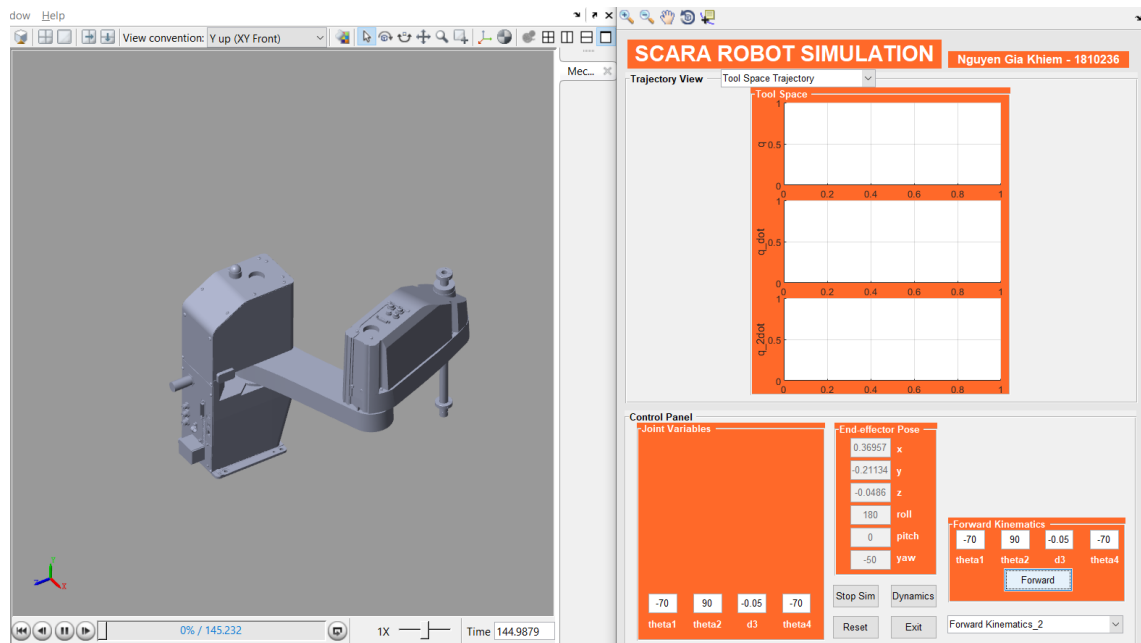 dow Help
View convention: Y up (XY Front)
Mec...
0% / 145.232
1X
Time 144.9879
SCARA ROBOT SIMULATION
Nguyen Gia Khiem - 1810236
Trajectory View
Tool Space Trajectory
Tool Space
1
q 0.5
0
0 0.2 0.4 0.6 0.8 1
1
q_dot 0.5
0
0 0.2 0.4 0.6 0.8 1
1
q_2dot 0.5
0
0 0.2 0.4 0.6 0.8 1
Control Panel
Joint Variables
-70 90 -0.05 -70
theta1 theta2 d3 theta4
End-effector Pose
0.36957 x
-0.21134 y
-0.0486 z
180 roll
0 pitch
-50 yaw
Stop Sim Dynamics
Reset Exit
Forward Kinematics
-70 90 -0.05 -70
theta1 theta2 d3 theta4
Forward
Forward Kinematics_2